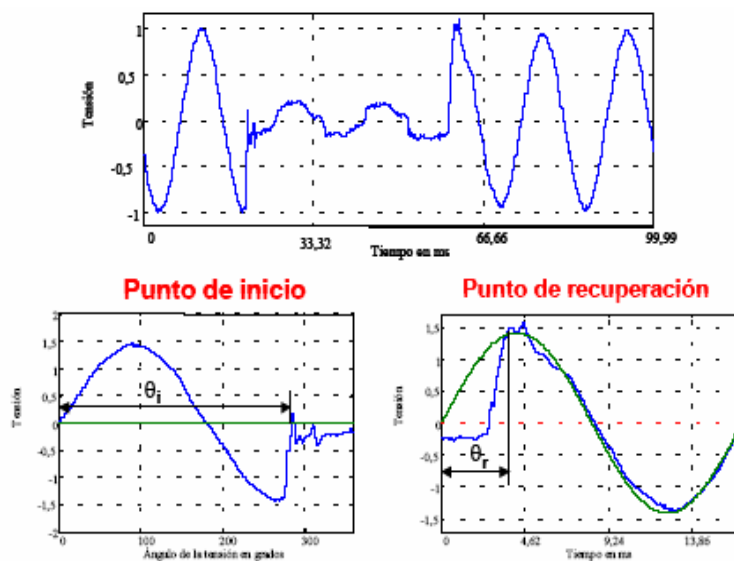 1
0,5
Tensión
0
-0,5
-1
0 33,32 66,66 99,99
Tiempo en ms
Punto de inicio
2
1,5
1
0,5
Tensión
0
-0,5
-1
-1,5
-2
θi
0 100 200 300
Ángulo de la tensión en grados
Punto de recuperación
1,5
1
0,5
Tensión
0
-0,5
-1
-1,5
θr
0 4,62 9,24 13,86
Tiempo en ms